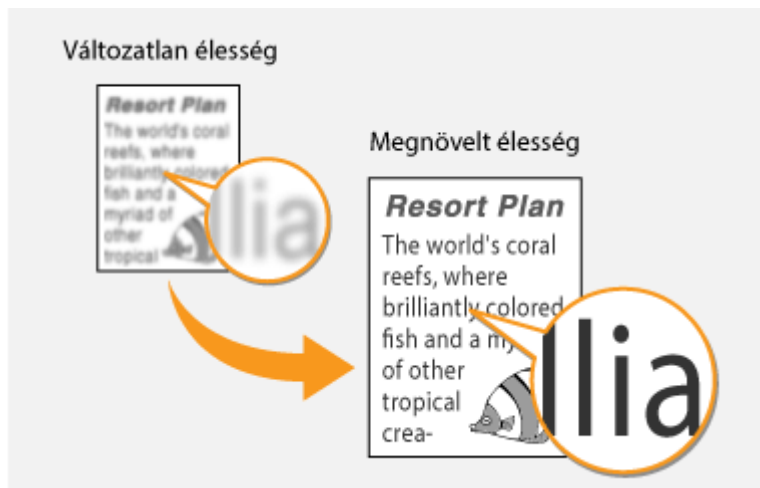 Változatlan élesség
Resort Plan
The world's coral
reefs, where
brilliantly colored
fish and a
myriad of
other
tropical
llia
Megnövelt élesség
Resort Plan
The world's coral
reefs, where
brilliantly colored
fish and a my
of other
tropical
crea-
llia